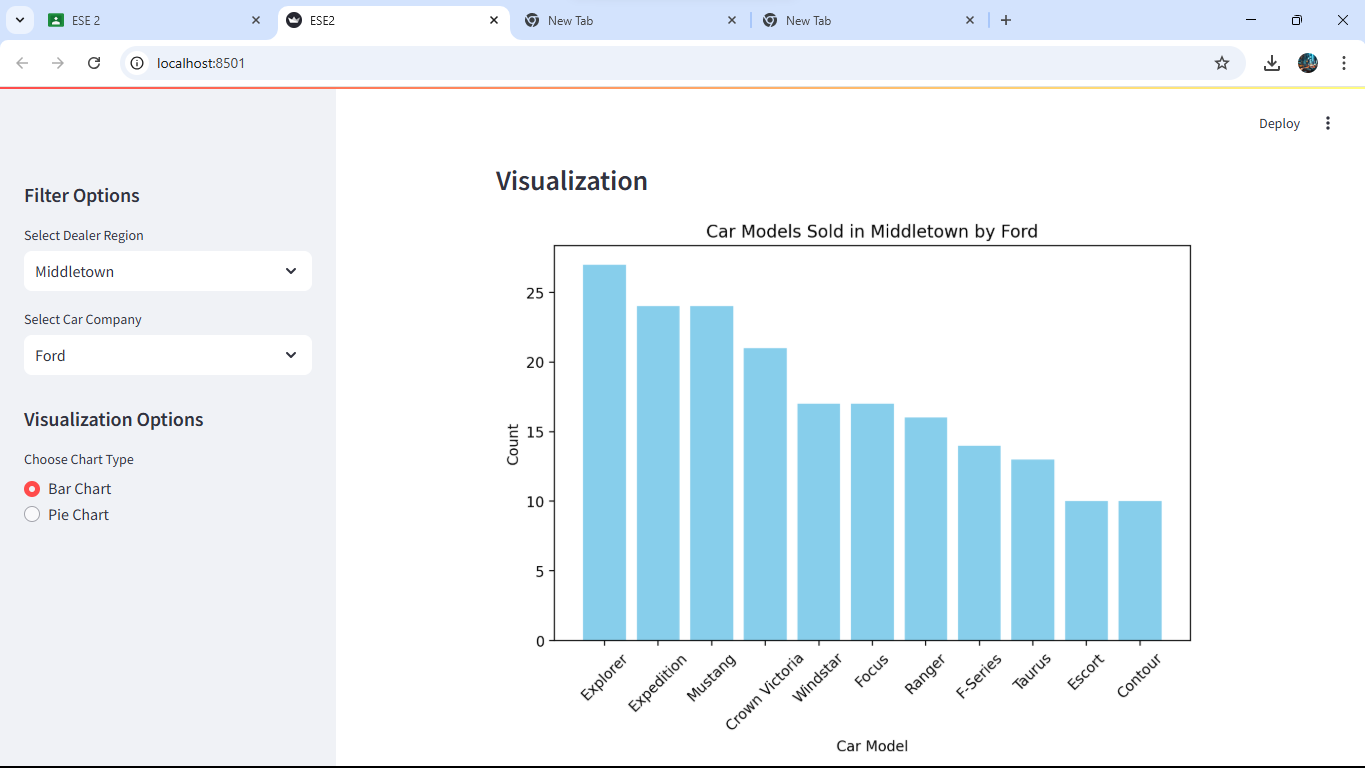 ESE 2
ESE2
New Tab
New Tab
localhost:8501
Deploy
Filter Options
Select Dealer Region
Middletown
Select Car Company
Ford
Visualization Options
Choose Chart Type
Bar Chart
Pie Chart
Visualization
Car Models Sold in Middletown by Ford
Count
25
20
15
10
5
0
Explorer
Expedition
Mustang
Crown Victoria
Windstar
Focus
Ranger
F-Series
Taurus
Escort
Contour
Car Model